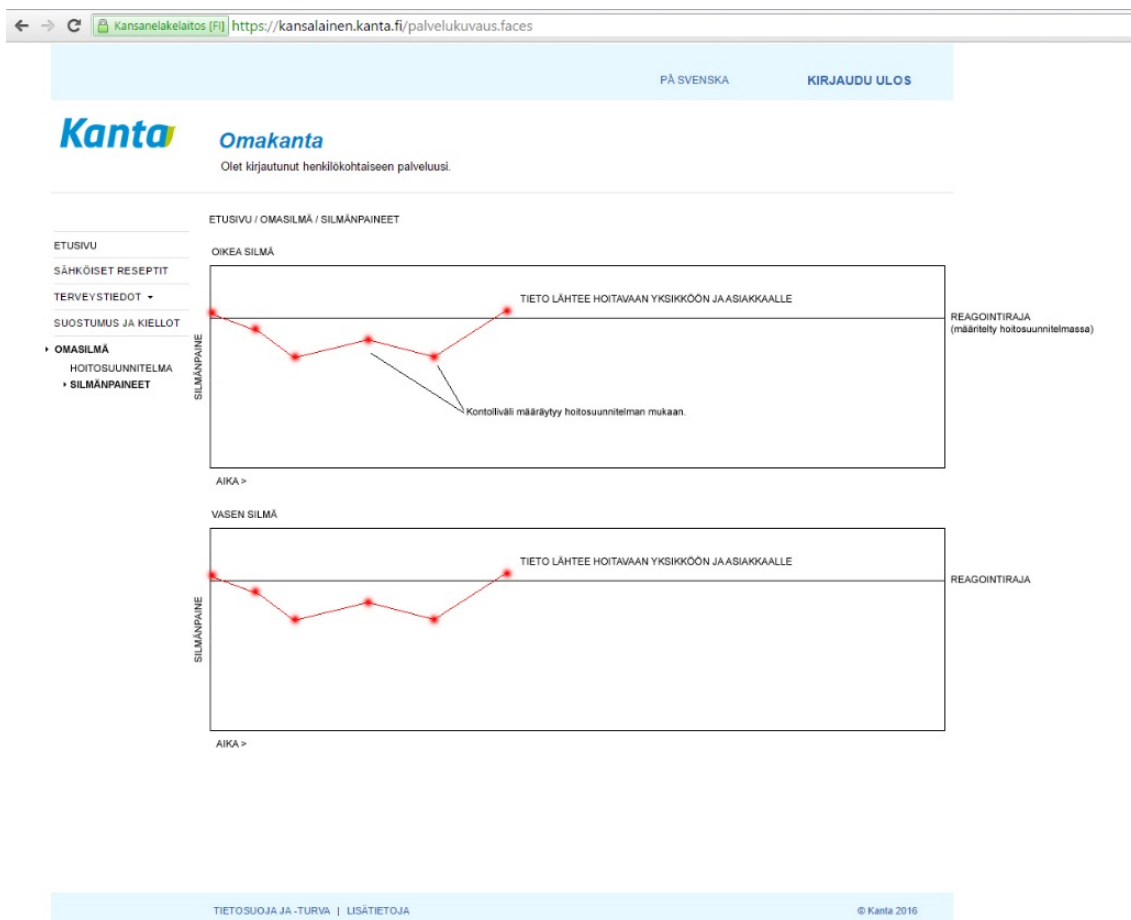 Kansanelakelaitos [FI] https://kansalainen.kanta.fi/palvelukuvaus.faces
PÅ SVENSKA KIRJAUDU ULOS
Kanta
Omakanta
Olet kirjautunut henkilökohtaiseen palveluusi.
ETUSIVU / OMASILMÄ / SILMÄNPAINEET
ETUSIVU
SÄHKÖISET RESEPTIT
TERVEYSTIEDOT
SUOSTUMUS JA KIELLOT
OMASILMÄ
HOITOSUUNNITELMA
SILMÄNPAINEET
OIKEA SILMÄ
TIETO LÄHTEE HOITAVAAN YKSIKKÖÖN JA ASIAKKAALLE
REAGOINTIRAJA
(määritelty hoitosuunnitelmassa)
SILMÄNPAINE
Kontolliväli määräytyy hoitosuunnitelman mukaan.
AIKA >
VASEN SILMÄ
TIETO LÄHTEE HOITAVAAN YKSIKKÖÖN JA ASIAKKAALLE
REAGOINTIRAJA
SILMÄNPAINE
AIKA >
TIETOSUOJA JA -TURVA | LISÄTIETOJA © Kanta 2016